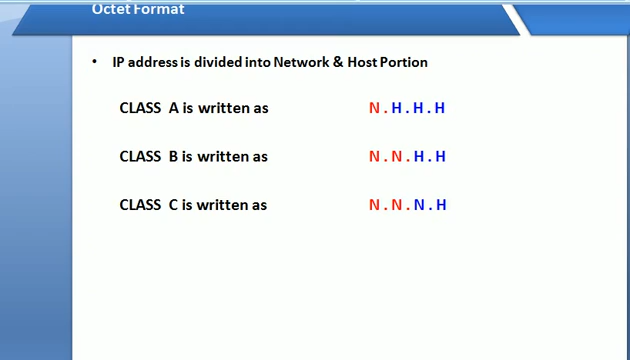 Octet Format
• IP address is divided into Network & Host Portion
CLASS A is written as N . H . H . H
CLASS B is written as N . N . H . H
CLASS C is written as N . N . N . H